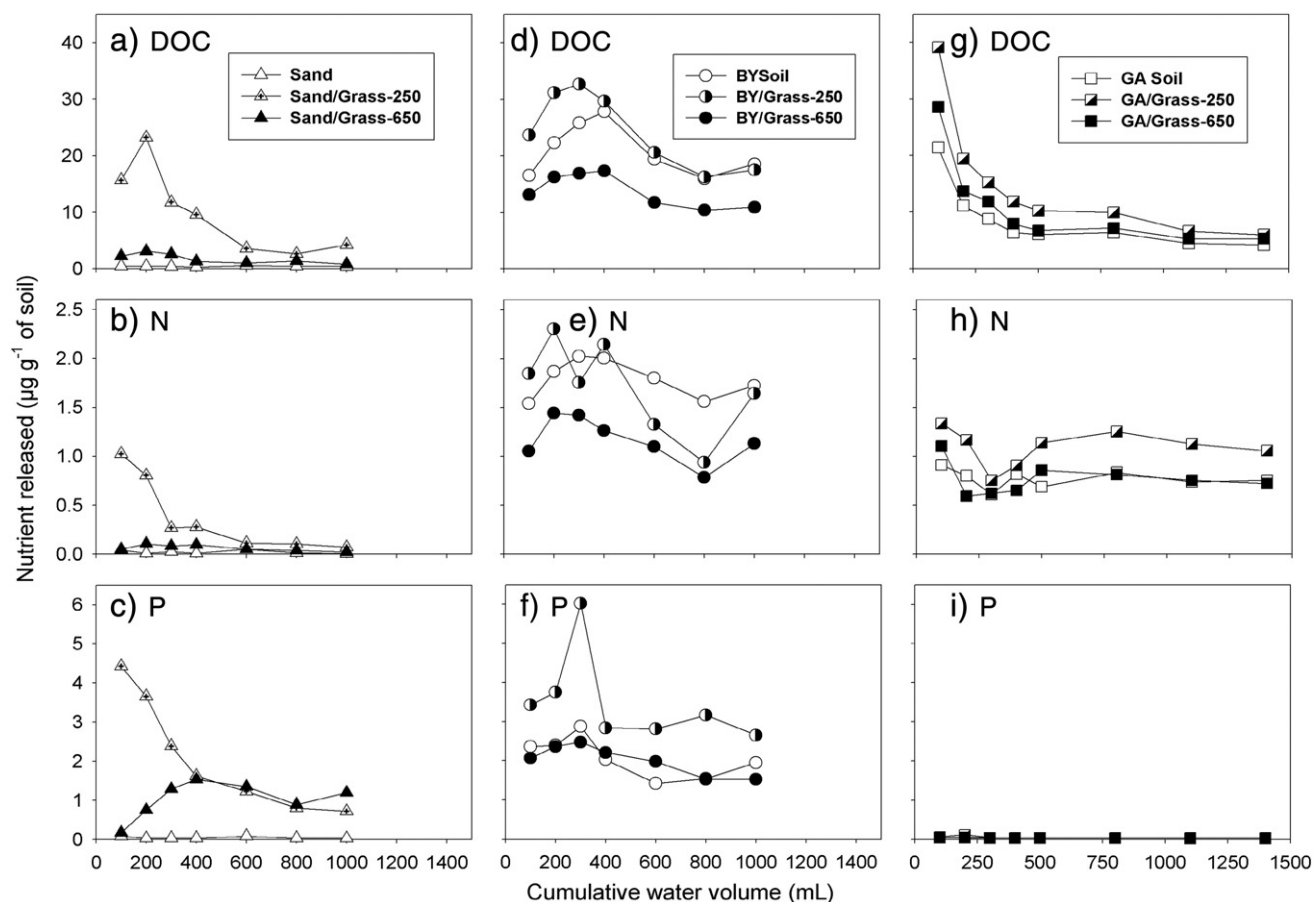 a) DOC
Sand
Sand/Grass-250
Sand/Grass-650
d) DOC
BYSoil
BY/Grass-250
BY/Grass-650
g) DOC
GA Soil
GA/Grass-250
GA/Grass-650
40
30
20
10
0
b) N
e) N
h) N
2.5
2.0
1.5
1.0
0.5
0.0
c) P
f) P
i) P
6
5
4
3
2
1
0
Nutrient released (µg g⁻¹ of soil)
0 200 400 600 800 1000 1400
0 200 400 600 800 1000 1400
0 250 500 750 1000 1250 1500
Cumulative water volume (mL)